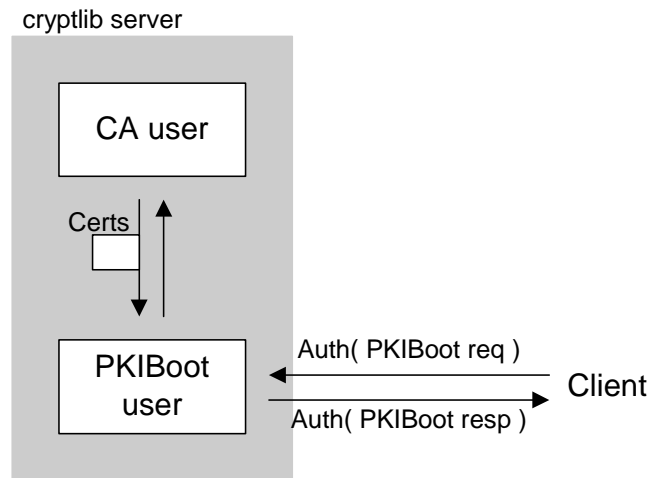 cryptlib server
CA user
Certs
PKIBoot
user
Auth( PKIBoot req )
Client
Auth( PKIBoot resp )